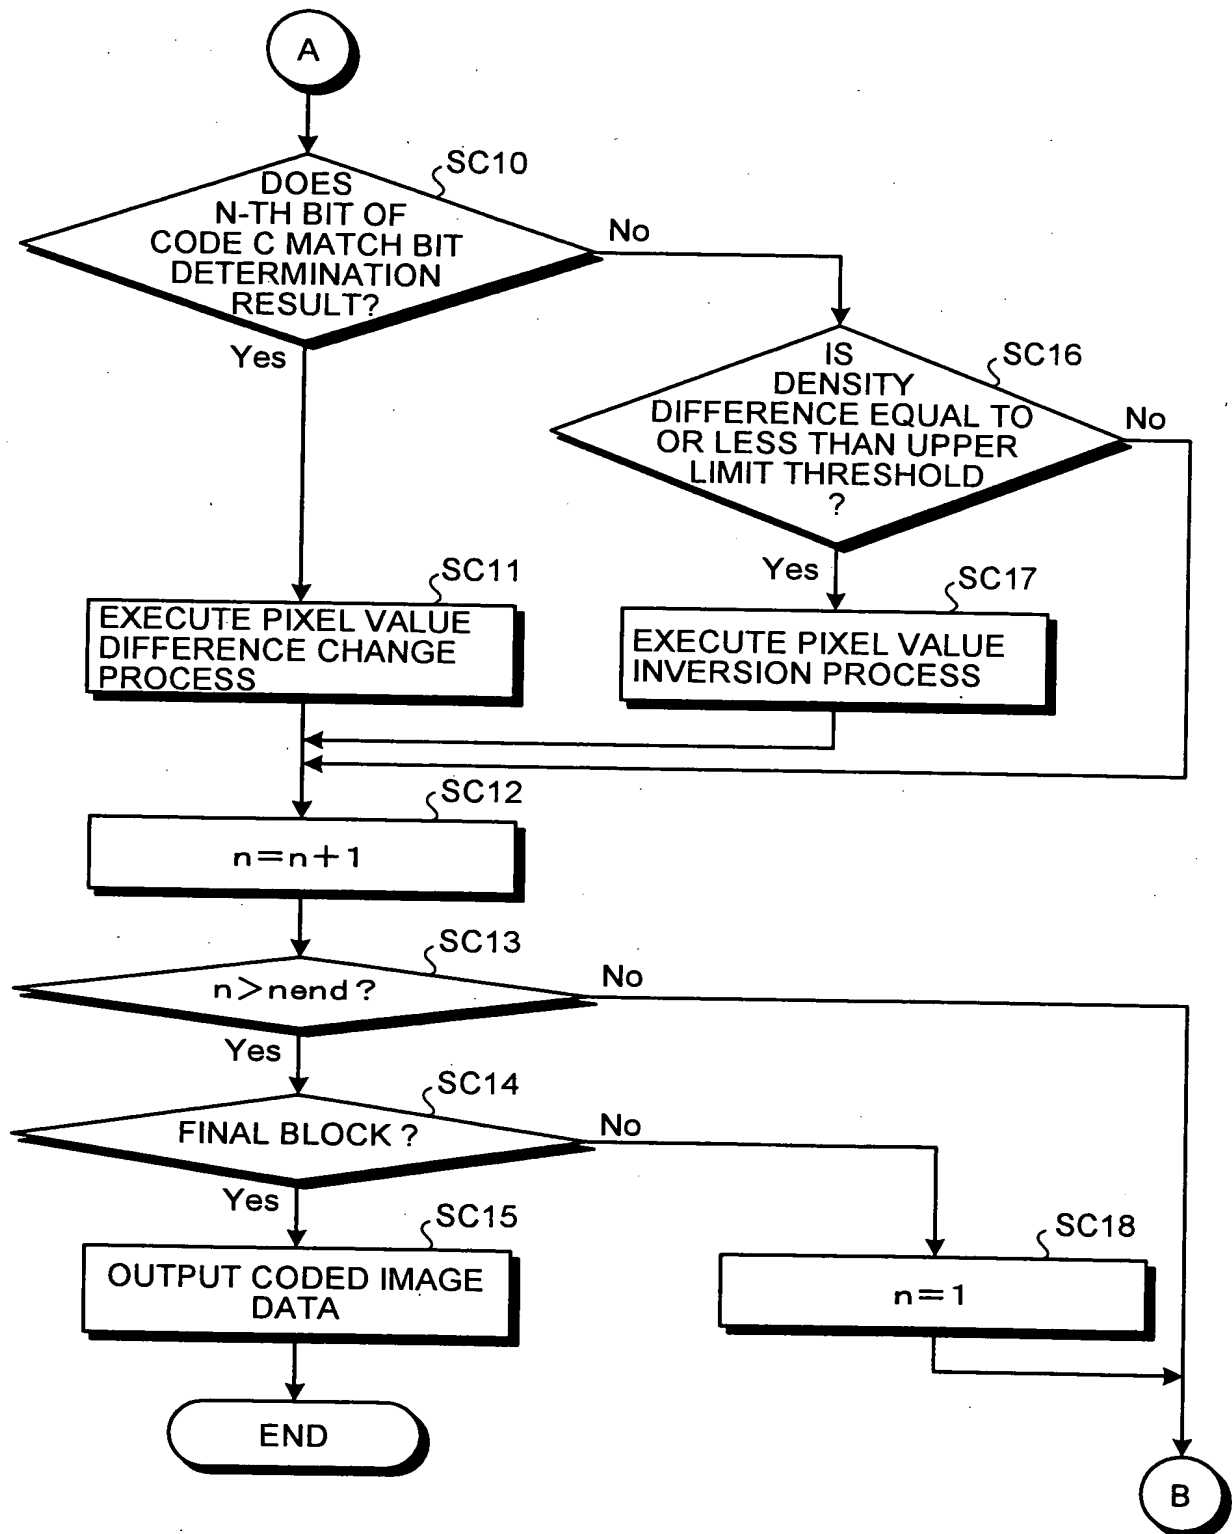 A
SC10
DOES
N-TH BIT OF
CODE C MATCH BIT
DETERMINATION
RESULT?
No
Yes
SC16
IS
DENSITY
DIFFERENCE EQUAL TO
OR LESS THAN UPPER
LIMIT THRESHOLD
?
No
Yes
SC11
EXECUTE PIXEL VALUE
DIFFERENCE CHANGE
PROCESS
SC17
EXECUTE PIXEL VALUE
INVERSION PROCESS
SC12
n=n+1
SC13
n>nend?
No
Yes
SC14
FINAL BLOCK?
No
Yes
SC15
OUTPUT CODED IMAGE
DATA
SC18
n=1
END
B